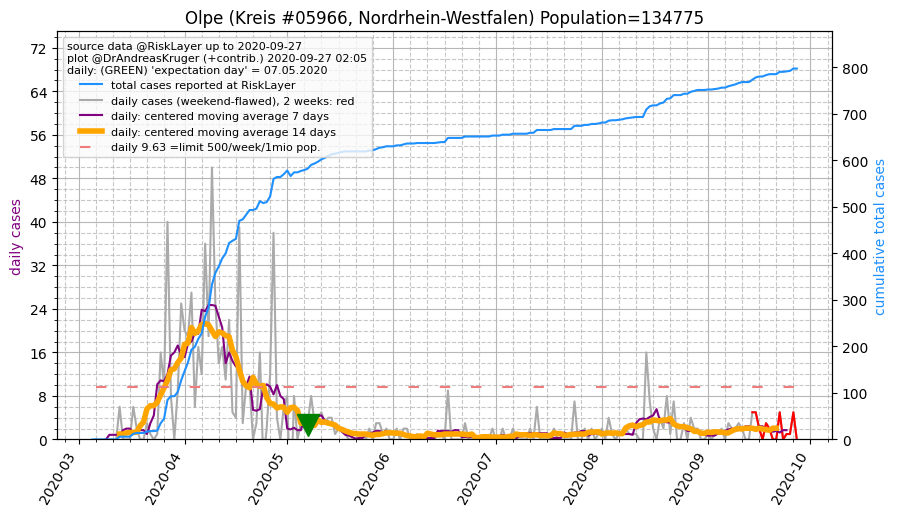 Olpe (Kreis #05966, Nordrhein-Westfalen) Population=134775
source data @RiskLayer up to 2020-09-27
plot @DrAndreasKruger (+contrib.) 2020-09-27 02:05
daily: (GREEN) 'expectation day' = 07.05.2020
total cases reported at RiskLayer
daily cases (weekend-flawed), 2 weeks: red
daily: centered moving average 7 days
daily: centered moving average 14 days
daily 9.63 =limit 500/week/1mio pop.
daily cases
72
64
56
48
40
32
24
16
8
0
800
700
600
500
400
300
200
100
0
cumulative total cases
2020-03
2020-04
2020-05
2020-06
2020-07
2020-08
2020-09
2020-10